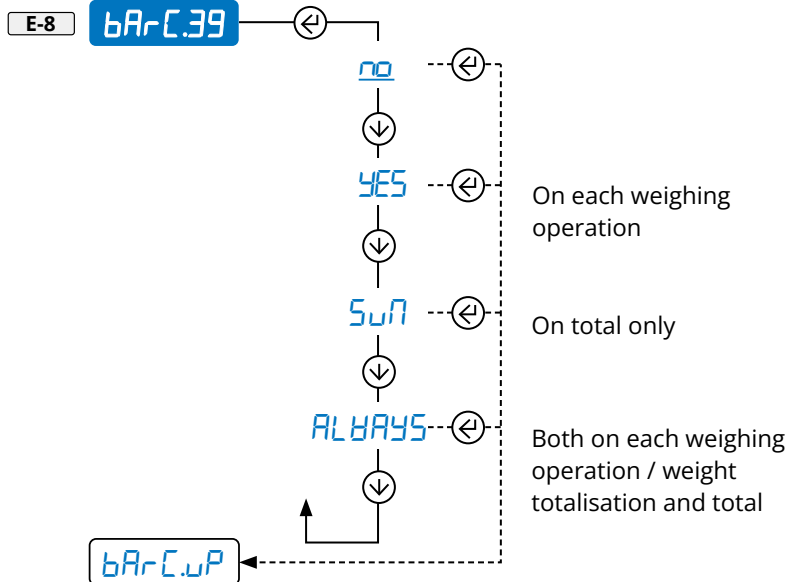 E-8 bArC.39
no
YES
On each weighing
operation
SuM
On total only
ALWAYS
Both on each weighing
operation / weight
totalisation and total
bArC.uP